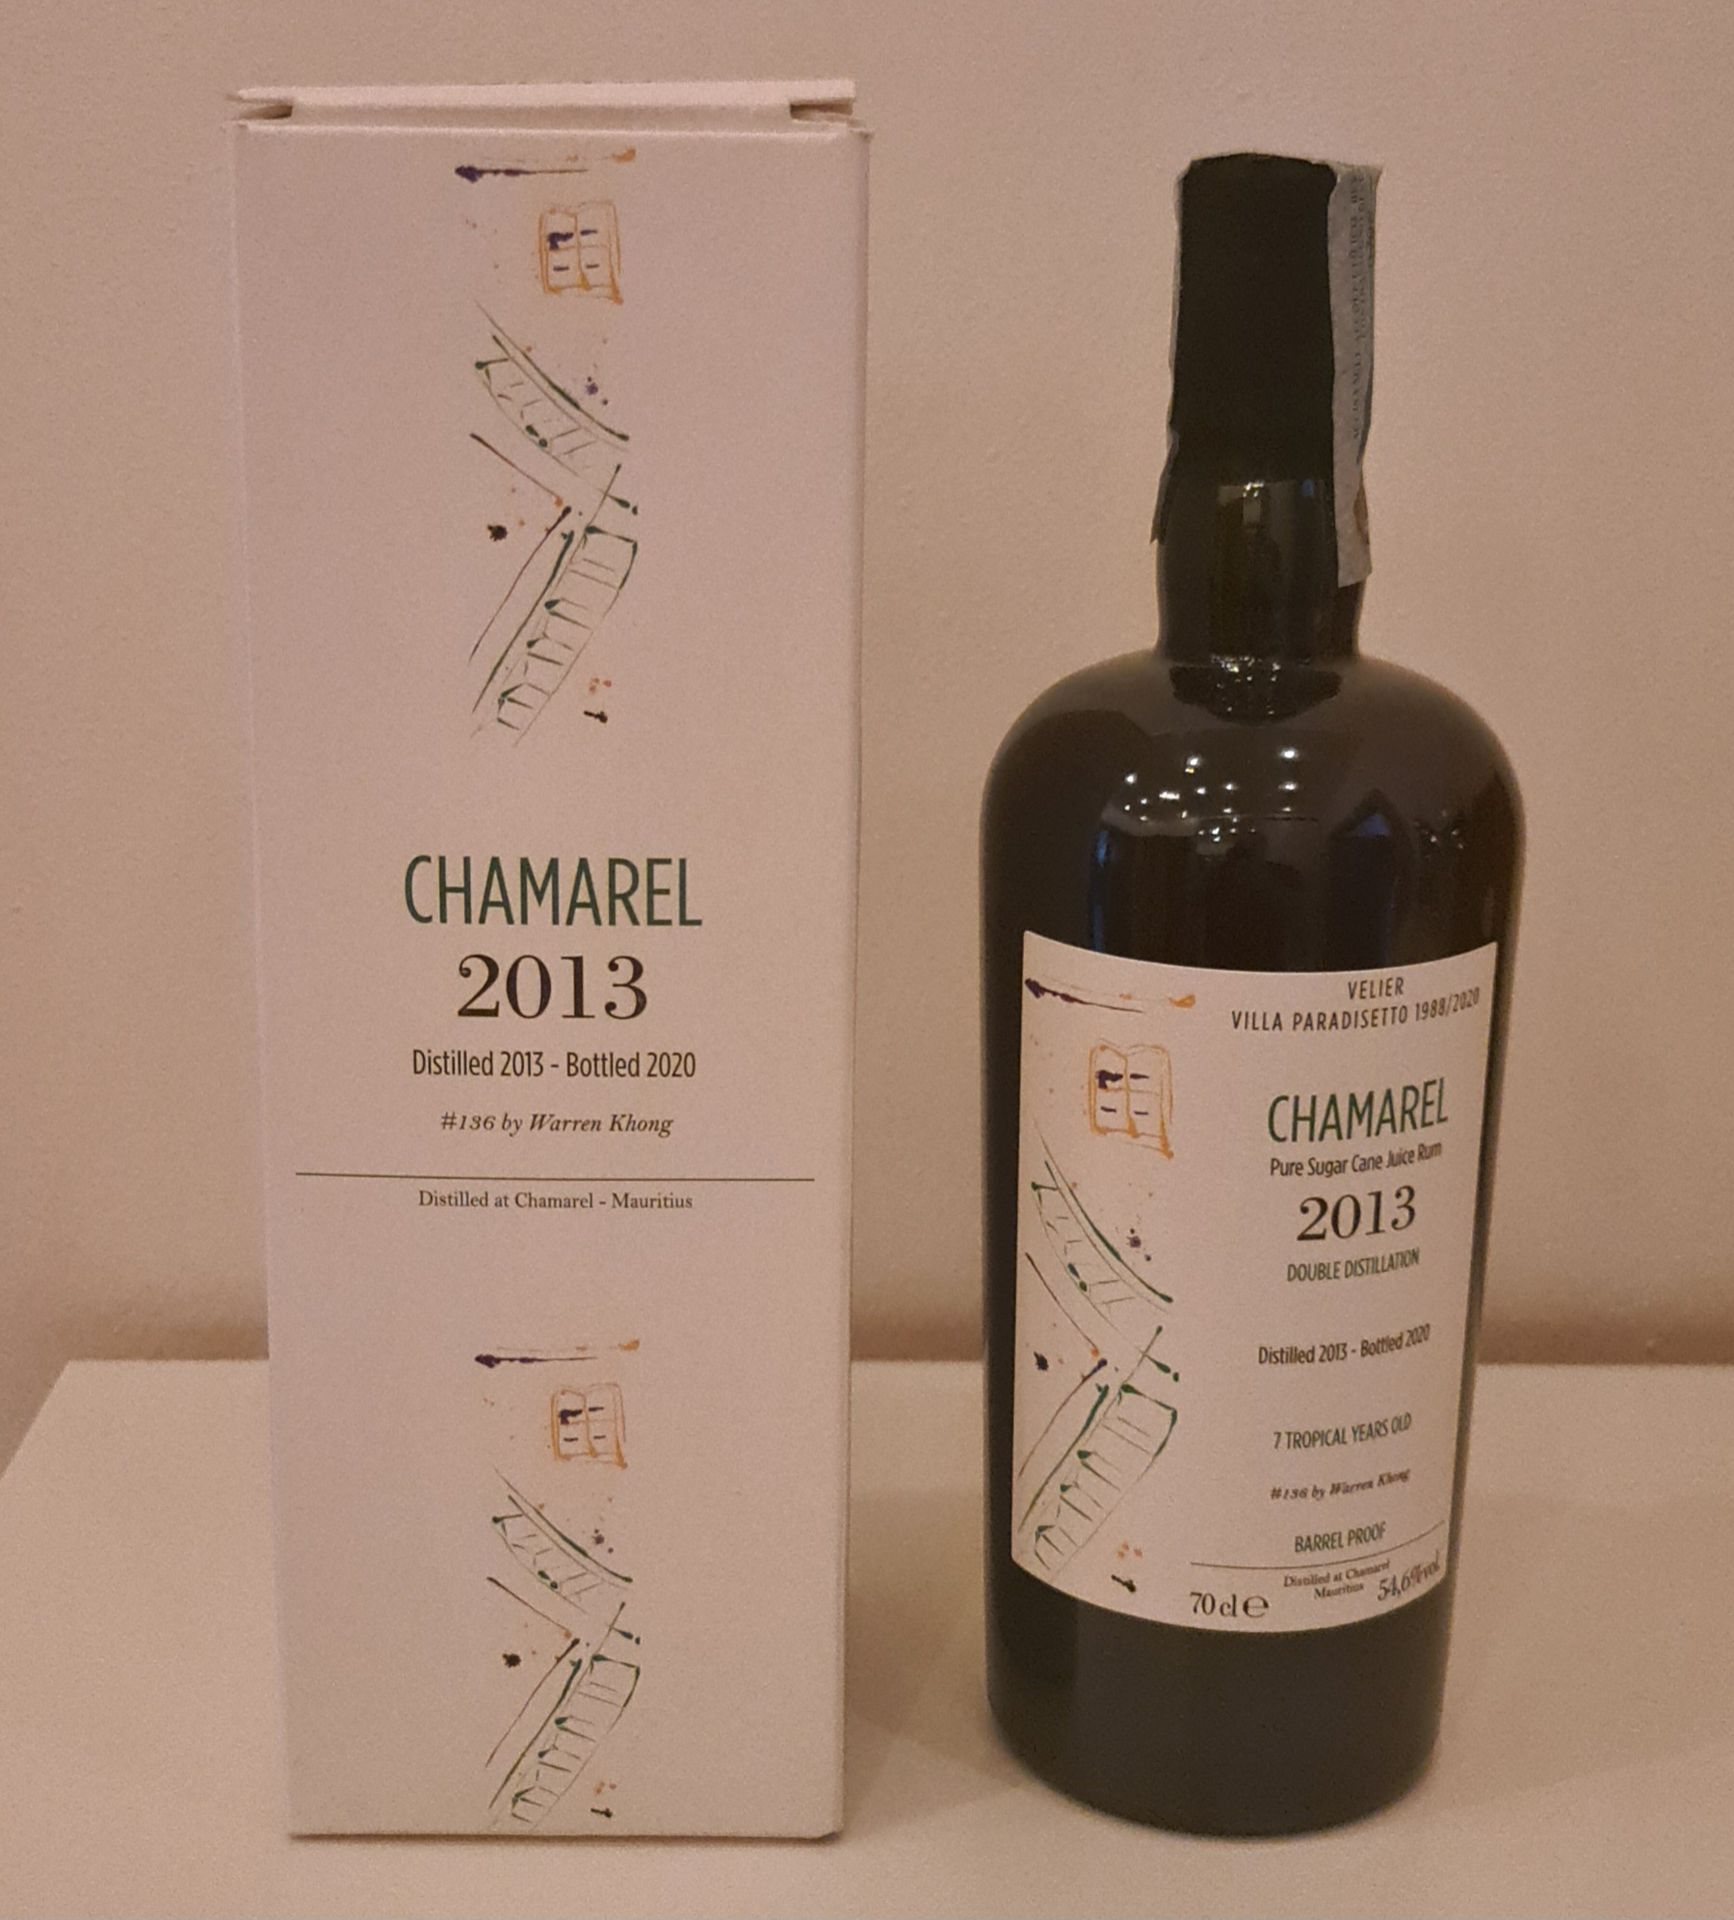 CHAMAREL
2013
Distilled 2013 - Bottled 2020
#136 by Warren Khong
Distilled at Chamarel - Mauritius
VELIER
VILLA PARADISETTO 1988/2020
CHAMAREL
Pure Sugar Cane Juice Rum
2013
DOUBLE DISTILLATION
Distilled 2013 - Bottled 2020
7 TROPICAL YEARS OLD
#136 by Warren Khong
BARREL PROOF
Distilled at Chamarel
Mauritius
70 cl e
54,6%vol